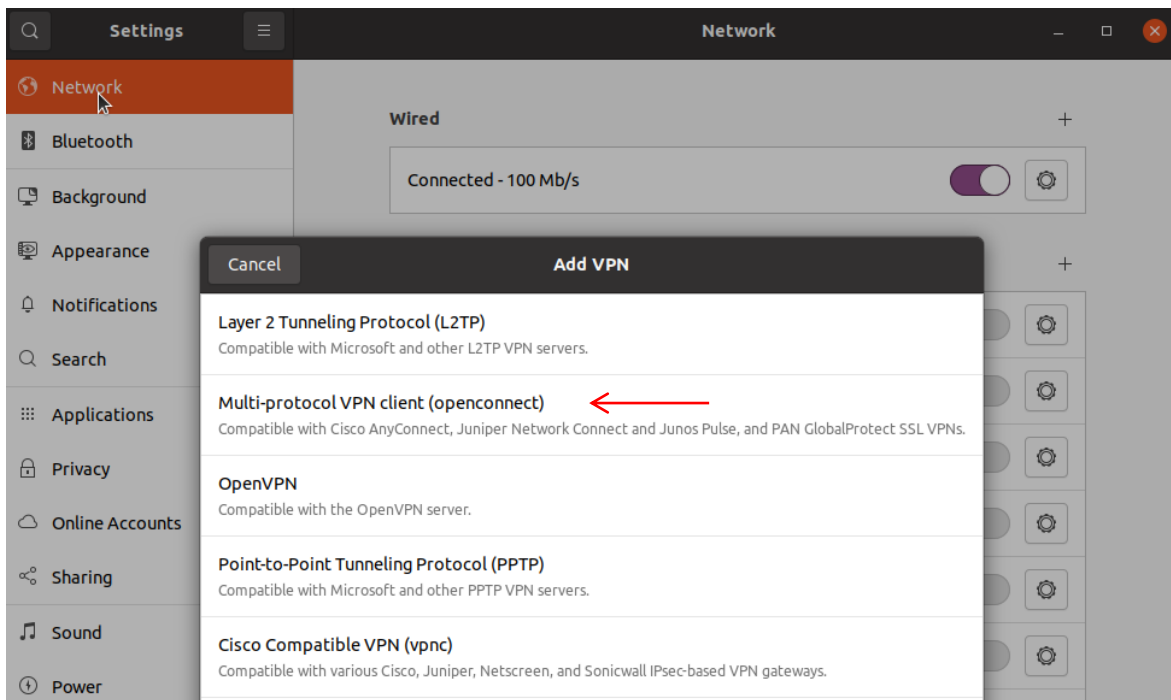 Settings
Network
Network
Bluetooth
Background
Appearance
Notifications
Search
Applications
Privacy
Online Accounts
Sharing
Sound
Power
Wired
Connected - 100 Mb/s
Cancel
Add VPN
Layer 2 Tunneling Protocol (L2TP)
Compatible with Microsoft and other L2TP VPN servers.
Multi-protocol VPN client (openconnect)
Compatible with Cisco AnyConnect, Juniper Network Connect and Junos Pulse, and PAN GlobalProtect SSL VPNs.
OpenVPN
Compatible with the OpenVPN server.
Point-to-Point Tunneling Protocol (PPTP)
Compatible with Microsoft and other PPTP VPN servers.
Cisco Compatible VPN (vpnc)
Compatible with various Cisco, Juniper, Netscreen, and Sonicwall IPsec-based VPN gateways.